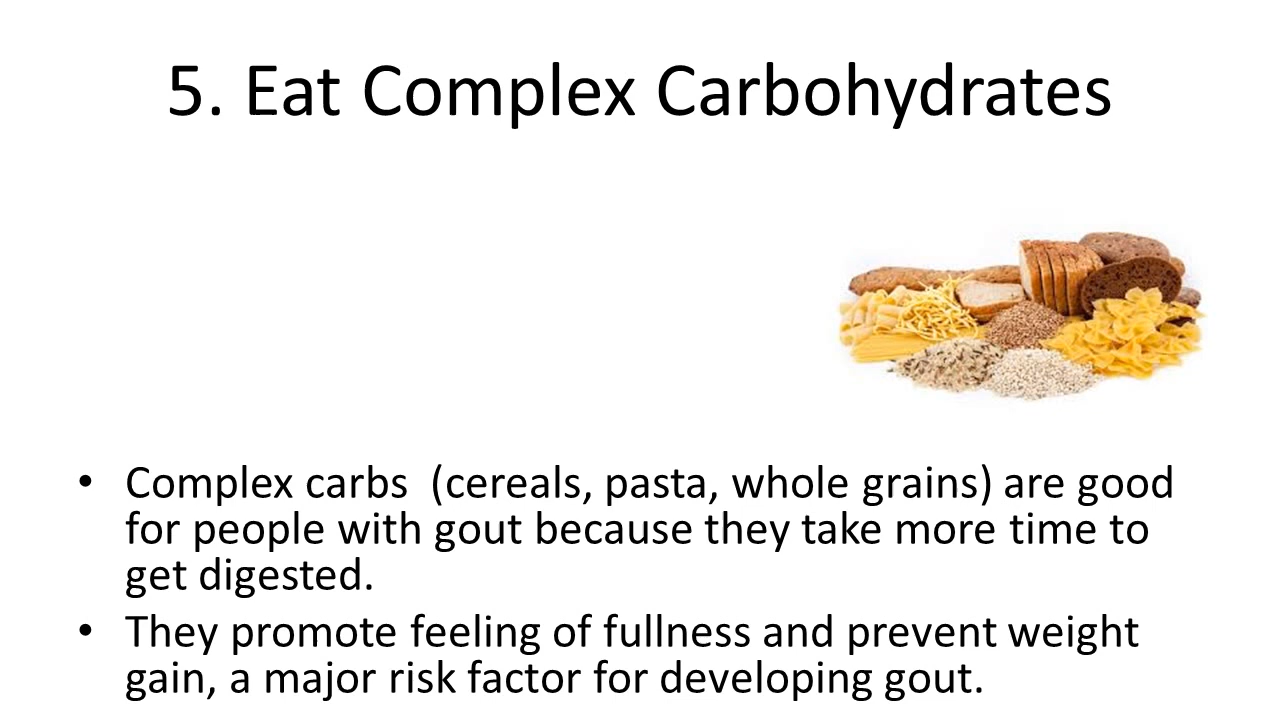 5. Eat Complex Carbohydrates
• Complex carbs  (cereals, pasta, whole grains) are good
for people with gout because they take more time to
get digested.
• They promote feeling of fullness and prevent weight
gain, a major risk factor for developing gout.